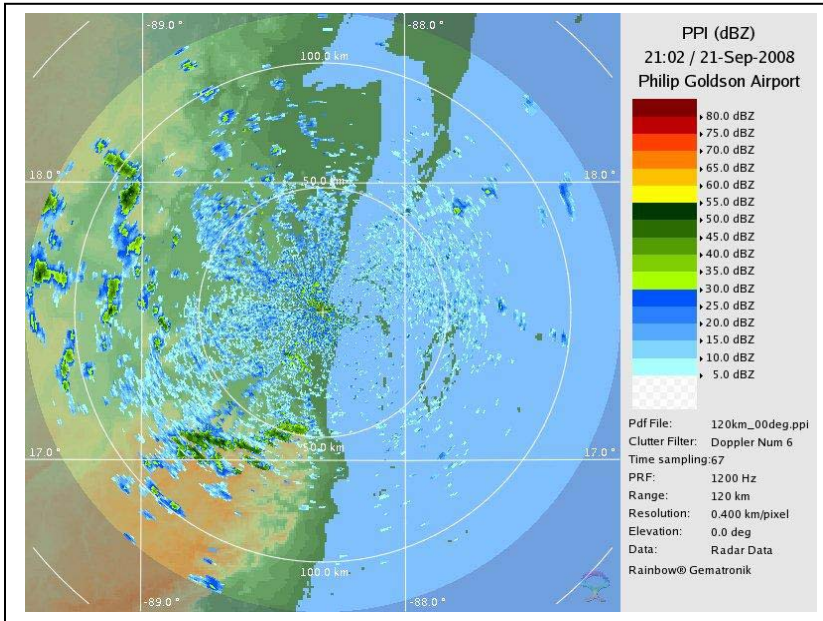 -89.0 °
-88.0 °
100.0 km
18.0 °
50.0 km
18.0 °
17.0 °
50.0 km
17.0 °
100.0 km
-89.0 °
-88.0 °
PPI (dBZ)
21:02 / 21-Sep-2008
Philip Goldson Airport
80.0 dBZ
75.0 dBZ
70.0 dBZ
65.0 dBZ
60.0 dBZ
55.0 dBZ
50.0 dBZ
45.0 dBZ
40.0 dBZ
35.0 dBZ
30.0 dBZ
25.0 dBZ
20.0 dBZ
15.0 dBZ
10.0 dBZ
5.0 dBZ
Pdf File: 120km_00deg.ppi
Clutter Filter: Doppler Num 6
Time sampling:67
PRF: 1200 Hz
Range: 120 km
Resolution: 0.400 km/pixel
Elevation: 0.0 deg
Data: Radar Data
Rainbow® Gematronik